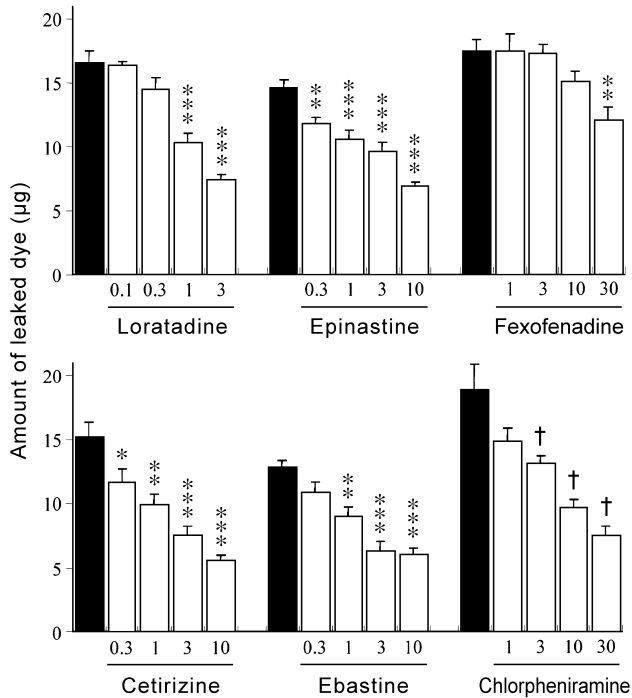 Amount of leaked dye (µg)
20
15
10
5
0
*** *** ** *** *** *** **
0.1 0.3 1 3 0.3 1 3 10 1 3 10 30
Loratadine Epinastine Fexofenadine
20
15
10
5
0
* ** *** *** ** *** *** † † †
0.3 1 3 10 0.3 1 3 10 1 3 10 30
Cetirizine Ebastine Chlorpheniramine